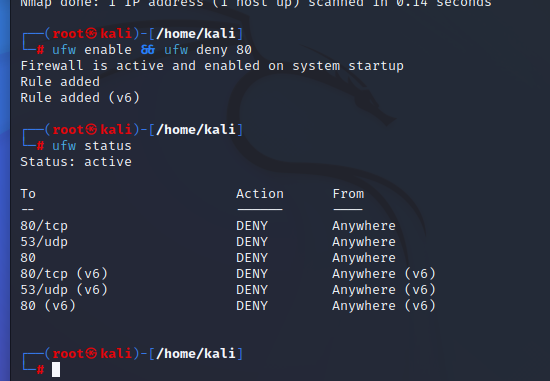 Nmap done: 1 IP address (1 host up) scanned in 0.14 seconds
┌──(root㉿kali)-[/home/kali]
└─# ufw enable && ufw deny 80
Firewall is active and enabled on system startup
Rule added
Rule added (v6)
┌──(root㉿kali)-[/home/kali]
└─# ufw status
Status: active
To                         Action      From
--                         ------      ----
80/tcp                     DENY        Anywhere
53/udp                     DENY        Anywhere
80                         DENY        Anywhere
80/tcp (v6)                DENY        Anywhere (v6)
53/udp (v6)                DENY        Anywhere (v6)
80 (v6)                    DENY        Anywhere (v6)
┌──(root㉿kali)-[/home/kali]
└─#